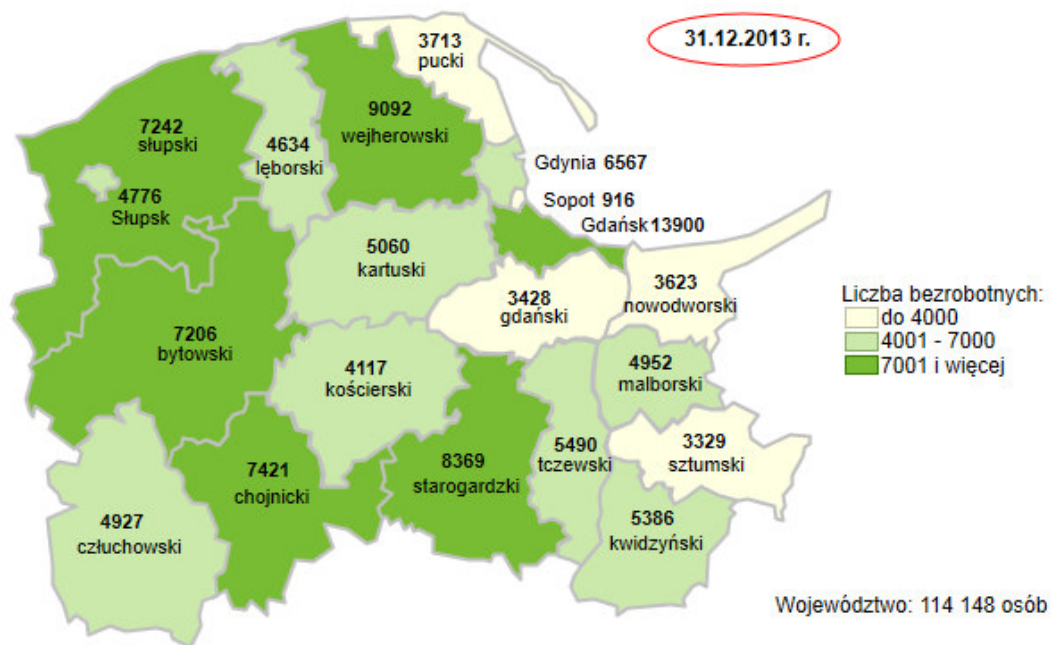 31.12.2013 r.
3713
pucki
9092
wejherowski
7242
słupski
4634
lęborski
4776
Słupsk
Gdynia 6567
Sopot 916
Gdańsk 13900
5060
kartuski
3428
gdański
3623
nowodworski
7206
bytowski
4117
kościerski
4952
malborski
7421
chojnicki
8369
starogardzki
5490
tczewski
3329
sztumski
4927
człuchowski
5386
kwidzyński
Liczba bezrobotnych:
do 4000
4001 - 7000
7001 i więcej
Województwo: 114 148 osób